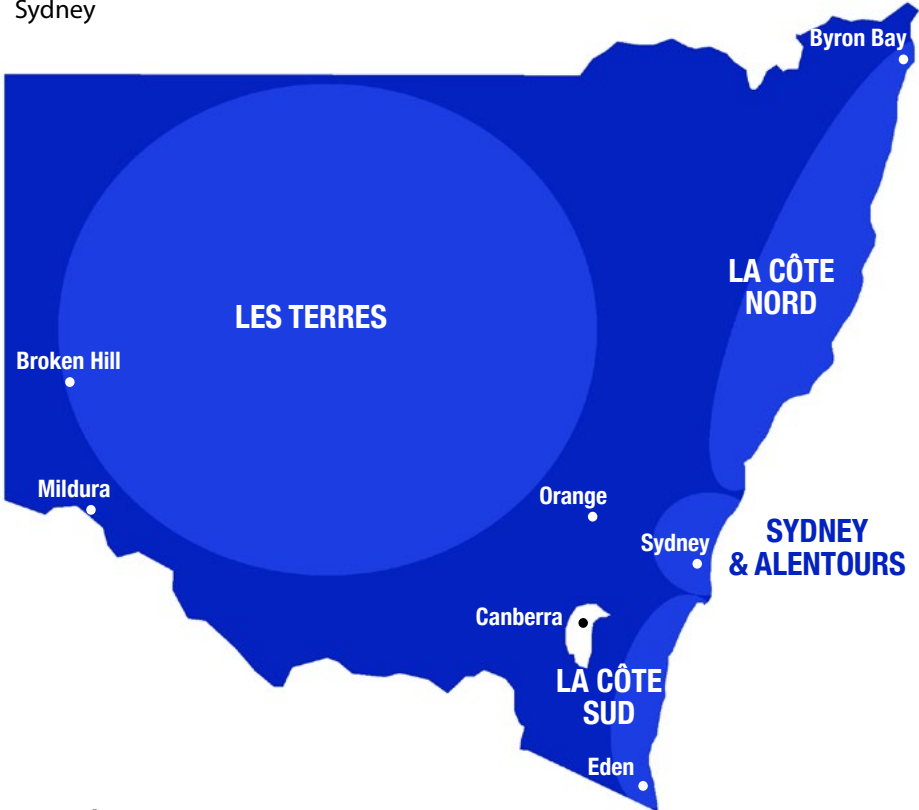 Sydney
Byron Bay
LA CÔTE
NORD
LES TERRES
Broken Hill
Mildura
Orange
Sydney
SYDNEY
& ALENTOURS
Canberra
LA CÔTE
SUD
Eden